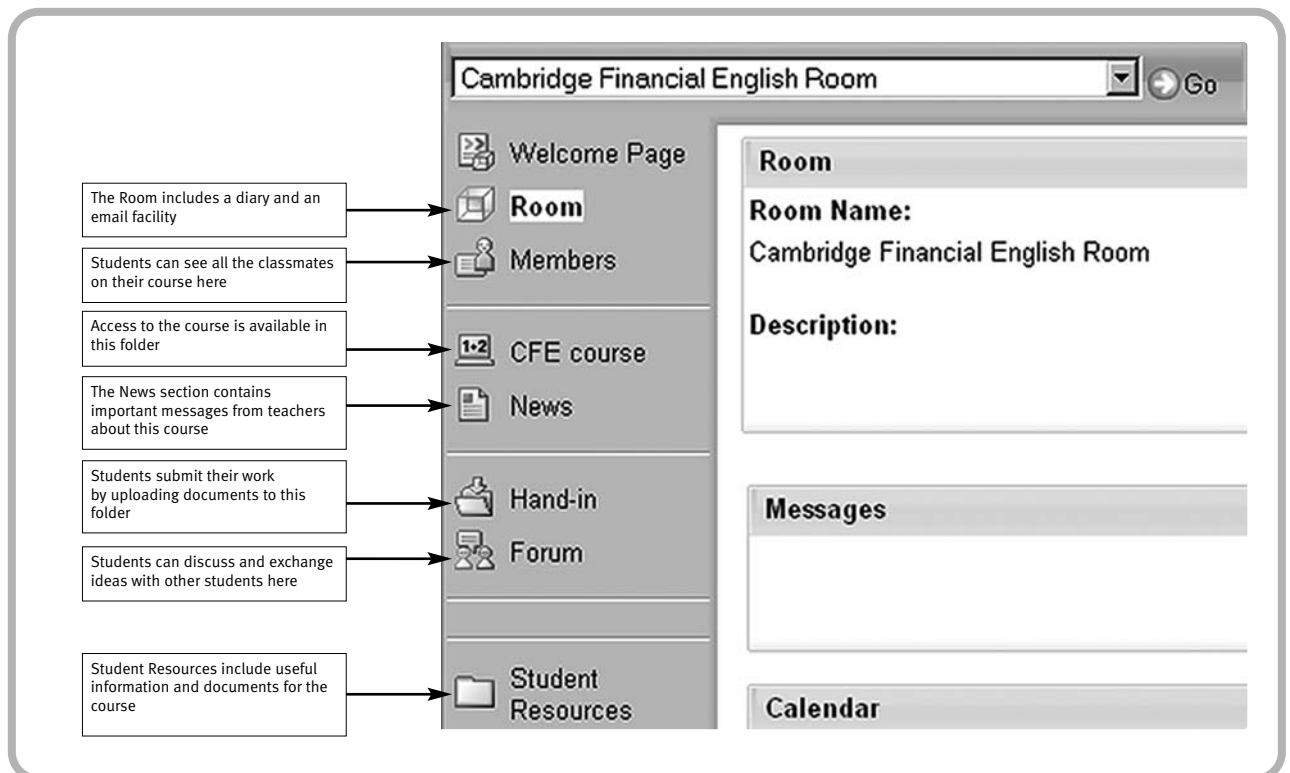 Cambridge Financial English Room
Go
Welcome Page
Room
Members
1+2
CFE course
News
Hand-in
Forum
Student
Resources
Room
Room Name:
Cambridge Financial English Room
Description:
Messages
Calendar
The Room includes a diary and an
email facility
Students can see all the classmates
on their course here
Access to the course is available in
this folder
The News section contains
important messages from teachers
about this course
Students submit their work
by uploading documents to this
folder
Students can discuss and exchange
ideas with other students here
Student Resources include useful
information and documents for the
course